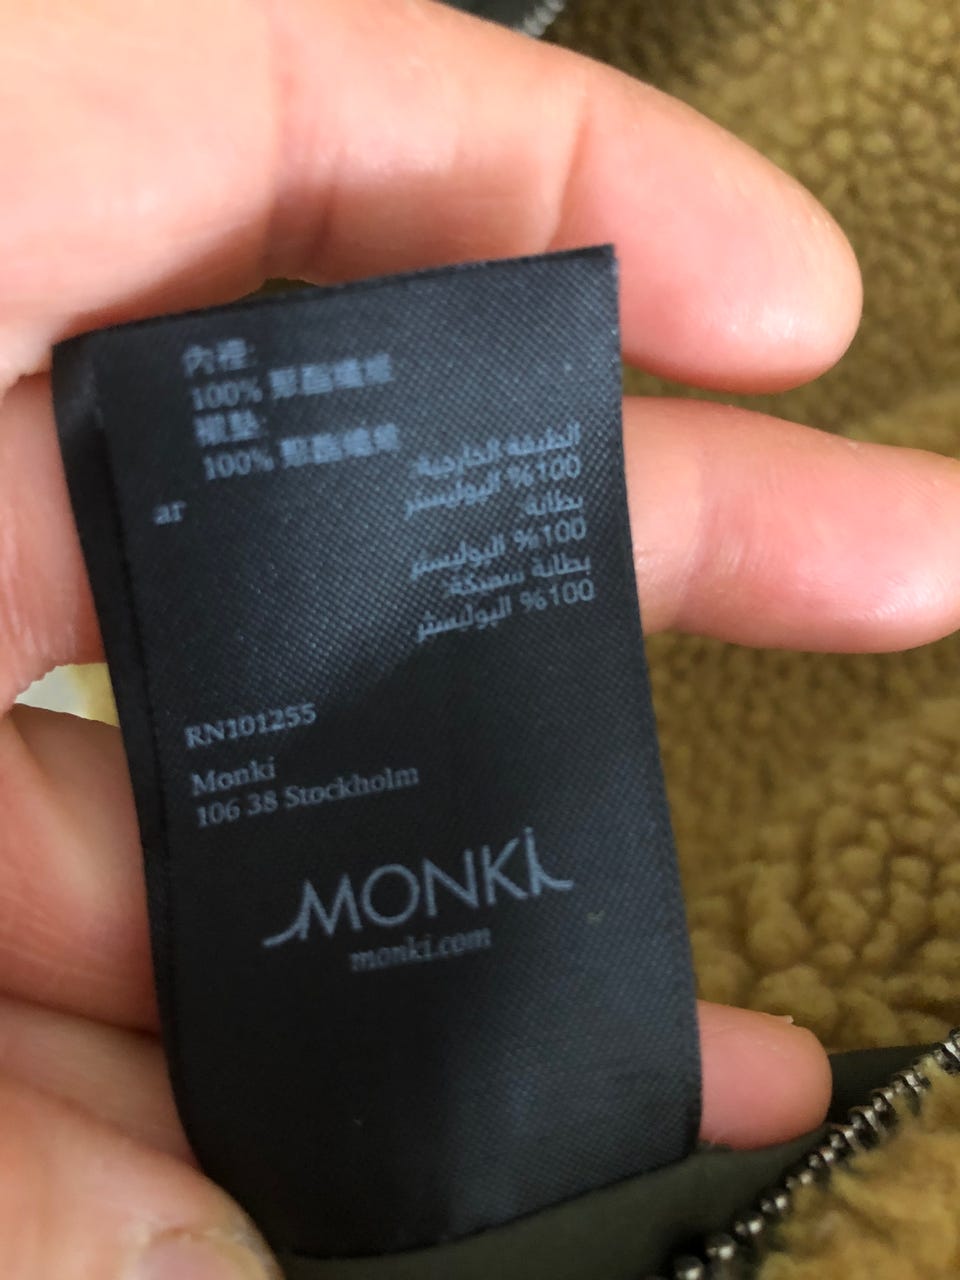 內裡:
100% 聚酯纖維
襯墊:
100% 聚酯纖維
ar
الطبقة الخارجية:
100% البوليستر
بطانة:
100% البوليستر
بطانة سميكة:
100% البوليستر
RN101255
Monki
106 38 Stockholm
MONKi
monki.com